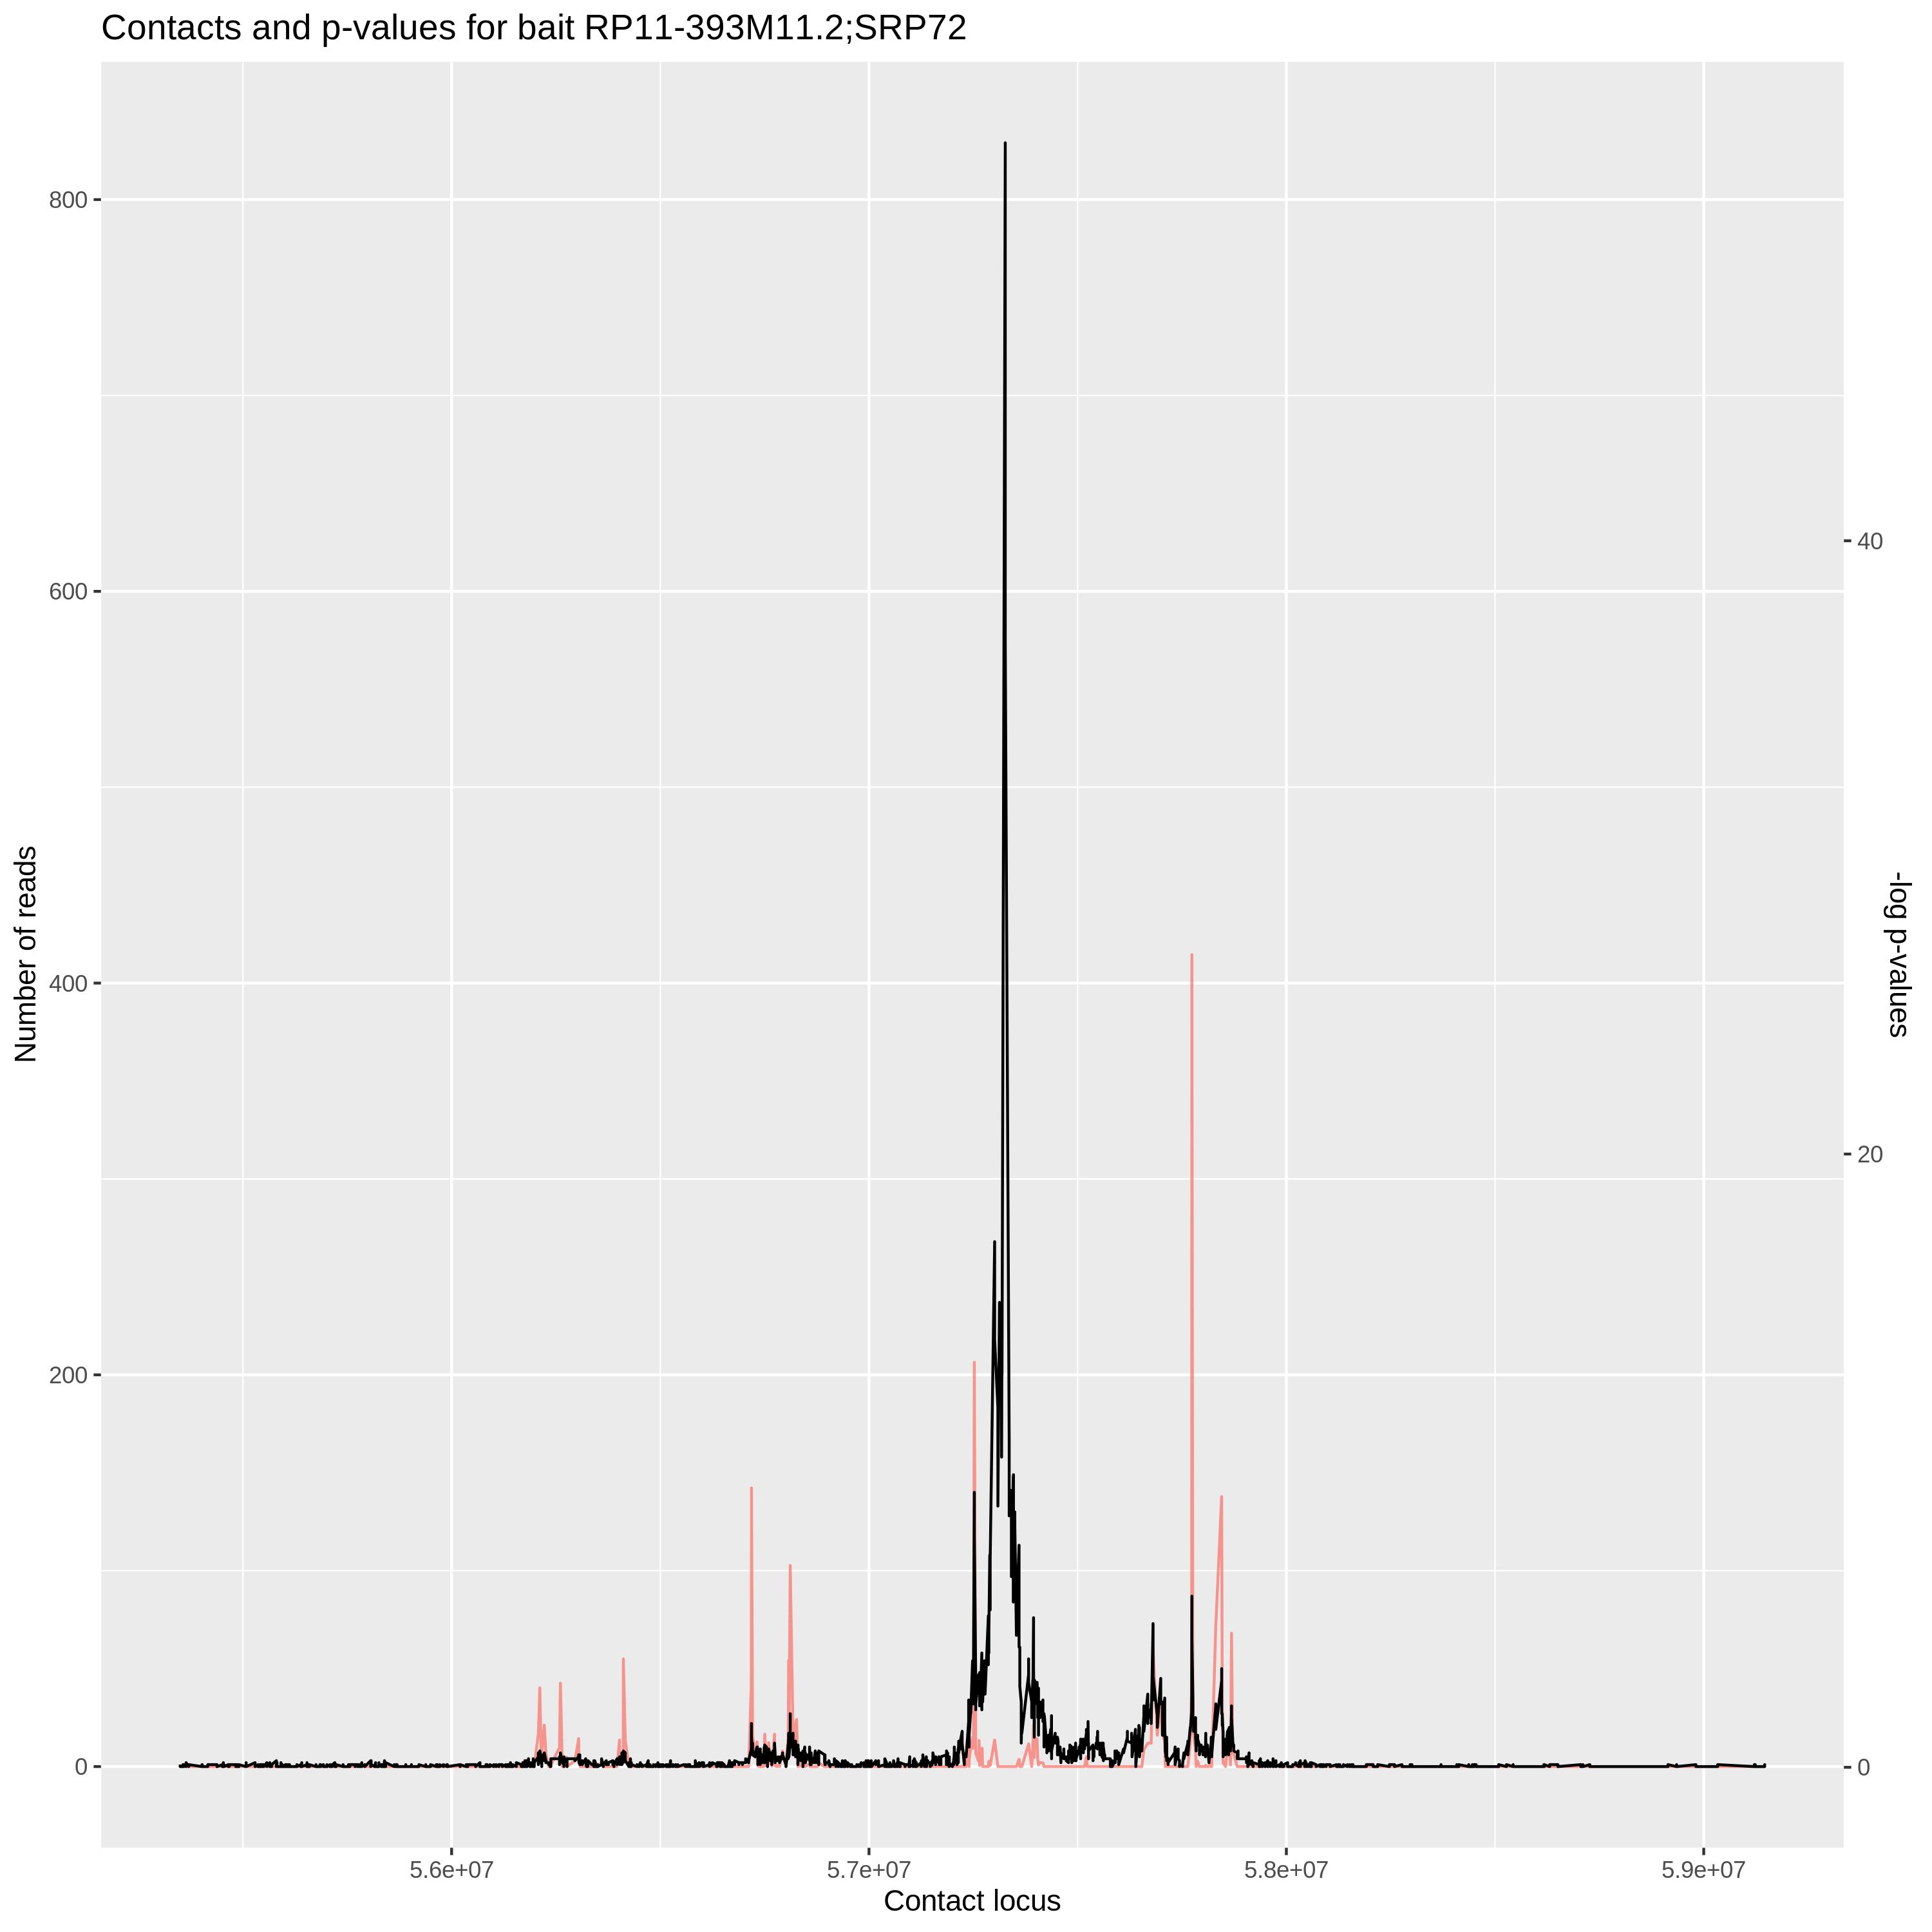 Contacts and p-values for bait RP11-393M11.2;SRP72
800
600
400
200
0
Number of reads
40
20
0
-log p-values
5.6e+07
5.7e+07
5.8e+07
5.9e+07
Contact locus